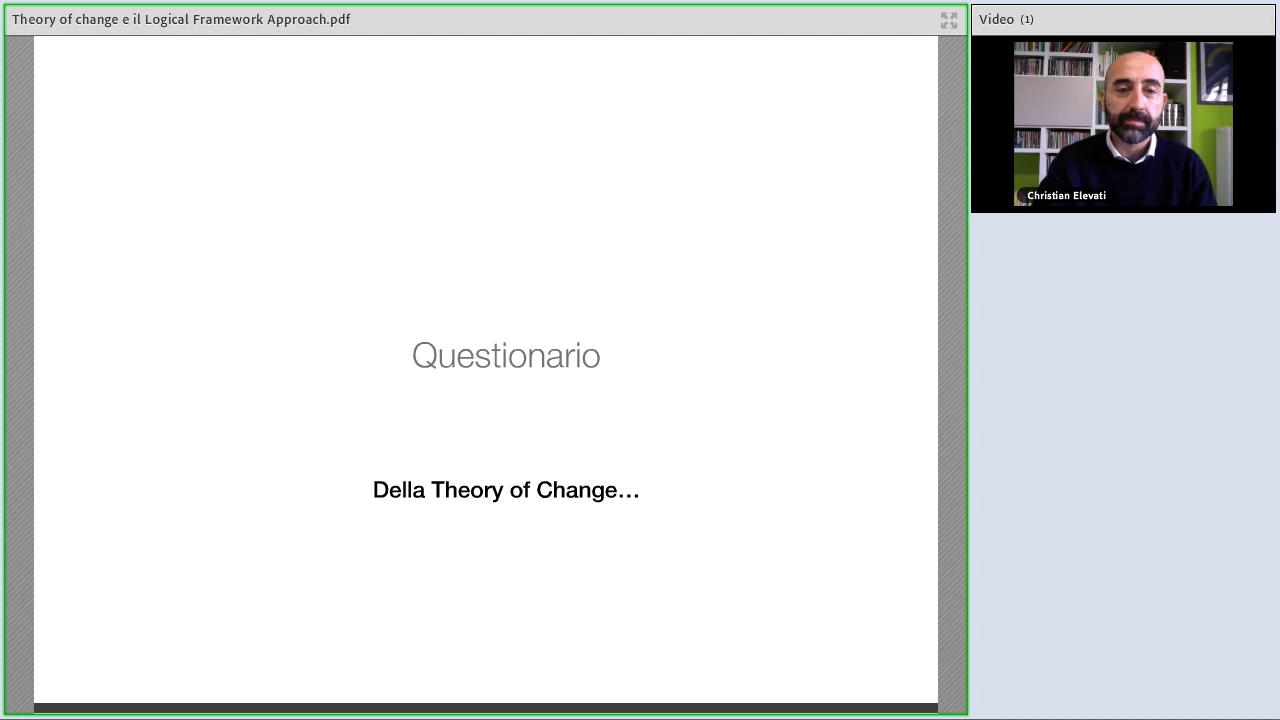 Theory of change e il Logical Framework Approach.pdf
Video (1)
Christian Elevati
Questionario
Della Theory of Change…